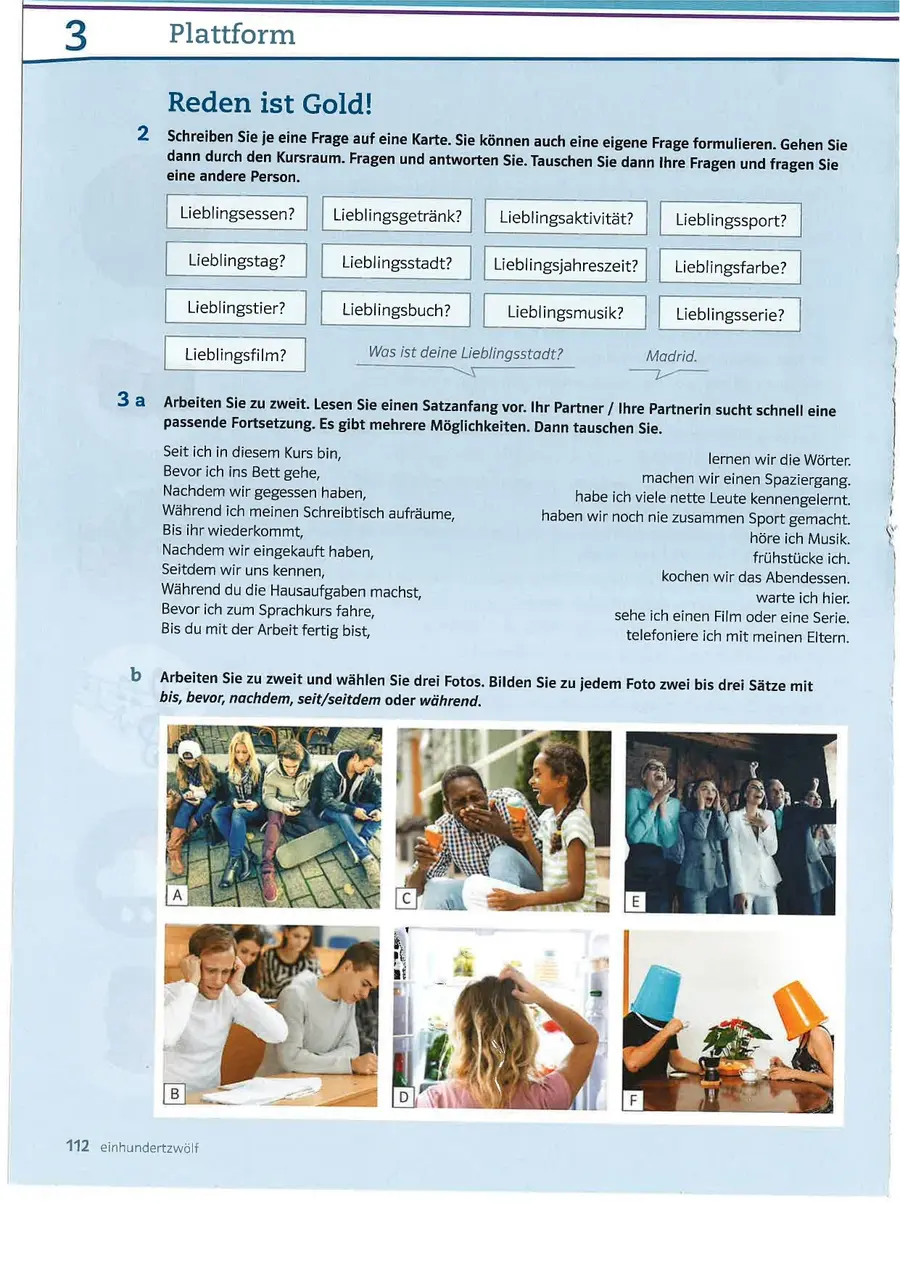 3 Plattform
Reden ist Gold!
2 Schreiben Sie je eine Frage auf eine Karte. Sie können auch eine eigene Frage formulieren. Gehen Sie
dann durch den Kursraum. Fragen und antworten Sie. Tauschen Sie dann Ihre Fragen und fragen Sie
eine andere Person.
Lieblingsessen? Lieblingsgetränk? Lieblingsaktivität? Lieblingssport?
Lieblingstag? Lieblingsstadt? Lieblingsjahreszeit? Lieblingsfarbe?
Lieblingstier? Lieblingsbuch? Lieblingsmusik? Lieblingsserie?
Lieblingsfilm? Was ist deine Lieblingsstadt? Madrid.
3 a Arbeiten Sie zu zweit. Lesen Sie einen Satzanfang vor. Ihr Partner / Ihre Partnerin sucht schnell eine
passende Fortsetzung. Es gibt mehrere Möglichkeiten. Dann tauschen Sie.
Seit ich in diesem Kurs bin,
Bevor ich ins Bett gehe,
Nachdem wir gegessen haben,
Während ich meinen Schreibtisch aufräume,
Bis ihr wiederkommt,
Nachdem wir eingekauft haben,
Seitdem wir uns kennen,
Während du die Hausaufgaben machst,
Bevor ich zum Sprachkurs fahre,
Bis du mit der Arbeit fertig bist,
lernen wir die Wörter.
machen wir einen Spaziergang.
habe ich viele nette Leute kennengelernt.
haben wir noch nie zusammen Sport gemacht.
höre ich Musik.
frühstücke ich.
kochen wir das Abendessen.
warte ich hier.
sehe ich einen Film oder eine Serie.
telefoniere ich mit meinen Eltern.
b Arbeiten Sie zu zweit und wählen Sie drei Fotos. Bilden Sie zu jedem Foto zwei bis drei Sätze mit
bis, bevor, nachdem, seit/seitdem oder während.
A
C
E
B
D
F
112 einhundertzwölf